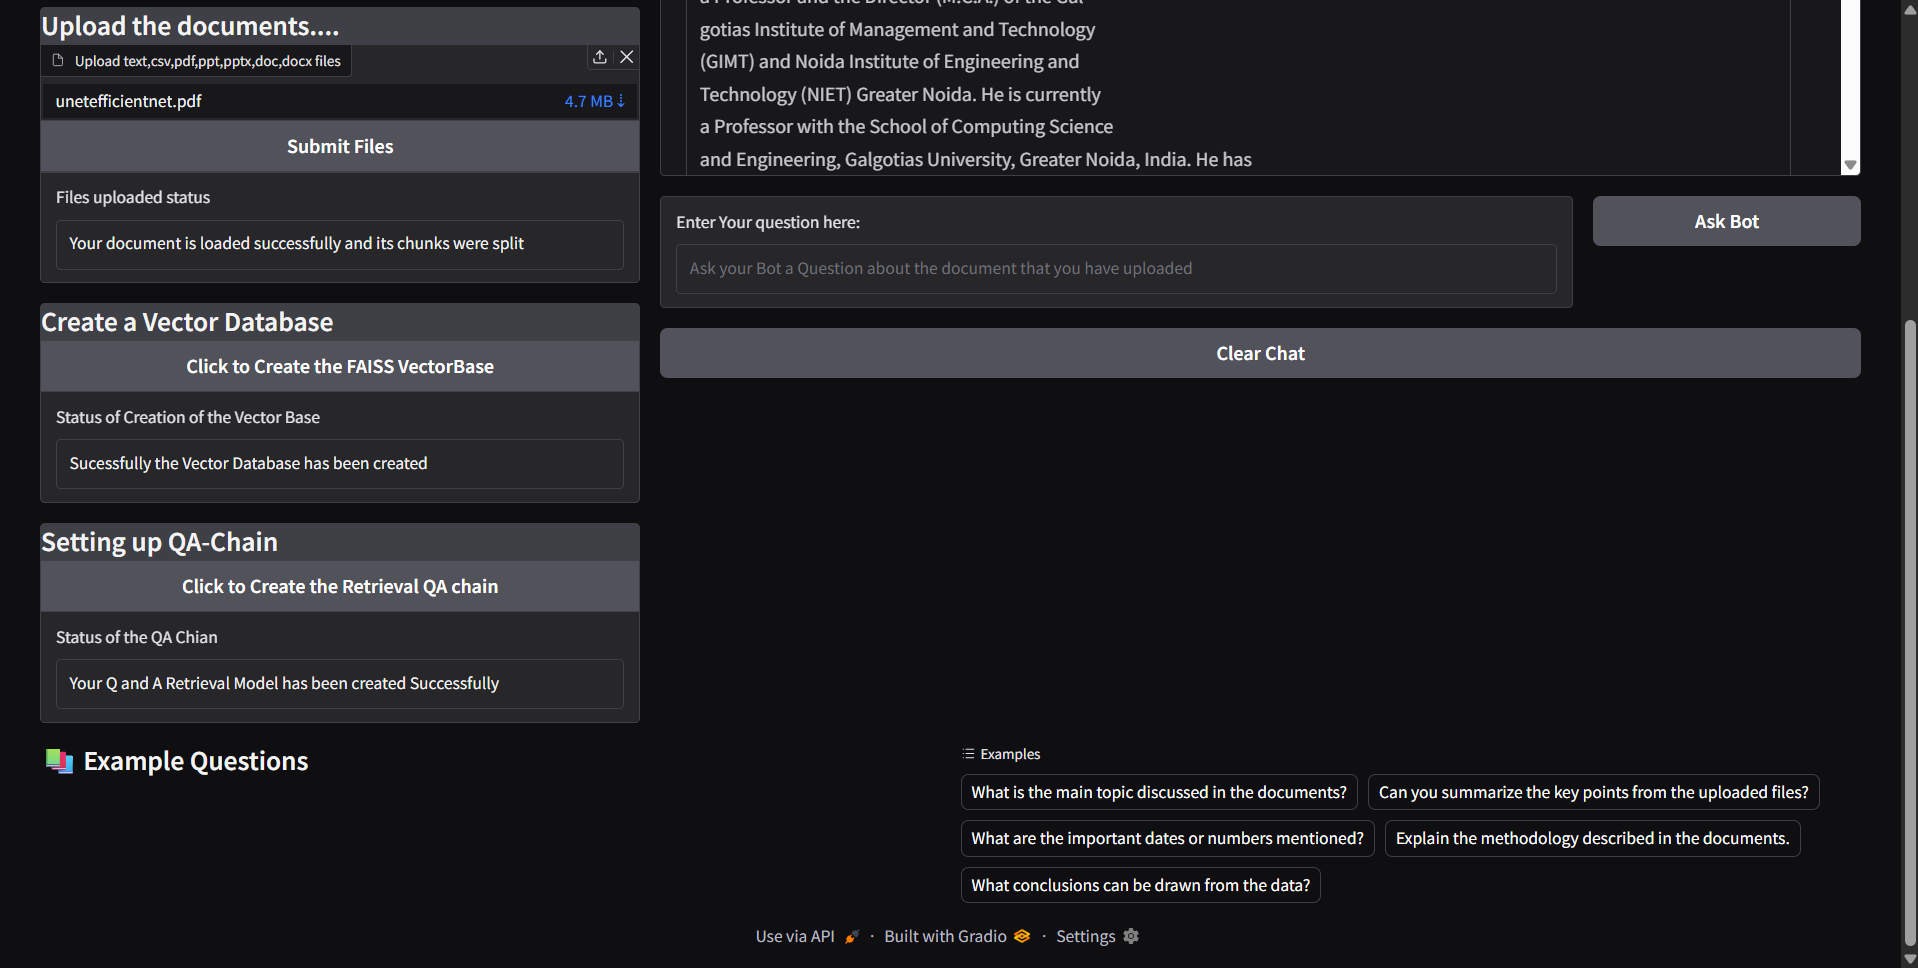 Upload the documents....
Upload text,csv,pdf,ppt,pptx,doc,docx files
unetefficientnet.pdf 4.7 MB ⇣
Submit Files
Files uploaded status
Your document is loaded successfully and its chunks were split
Create a Vector Database
Click to Create the FAISS VectorBase
Status of Creation of the Vector Base
Sucessfully the Vector Database has been created
Setting up QA-Chain
Click to Create the Retrieval QA chain
Status of the QA Chian
Your Q and A Retrieval Model has been created Successfully
a Professor and the Director (M.C.A.) of the Gal-
gotias Institute of Management and Technology
(GIMT) and Noida Institute of Engineering and
Technology (NIET) Greater Noida. He is currently
a Professor with the School of Computing Science
and Engineering, Galgotias University, Greater Noida, India. He has
Enter Your question here:
Ask your Bot a Question about the document that you have uploaded
Ask Bot
Clear Chat
Example Questions
Examples
What is the main topic discussed in the documents?
Can you summarize the key points from the uploaded files?
What are the important dates or numbers mentioned?
Explain the methodology described in the documents.
What conclusions can be drawn from the data?
Use via API · Built with Gradio · Settings